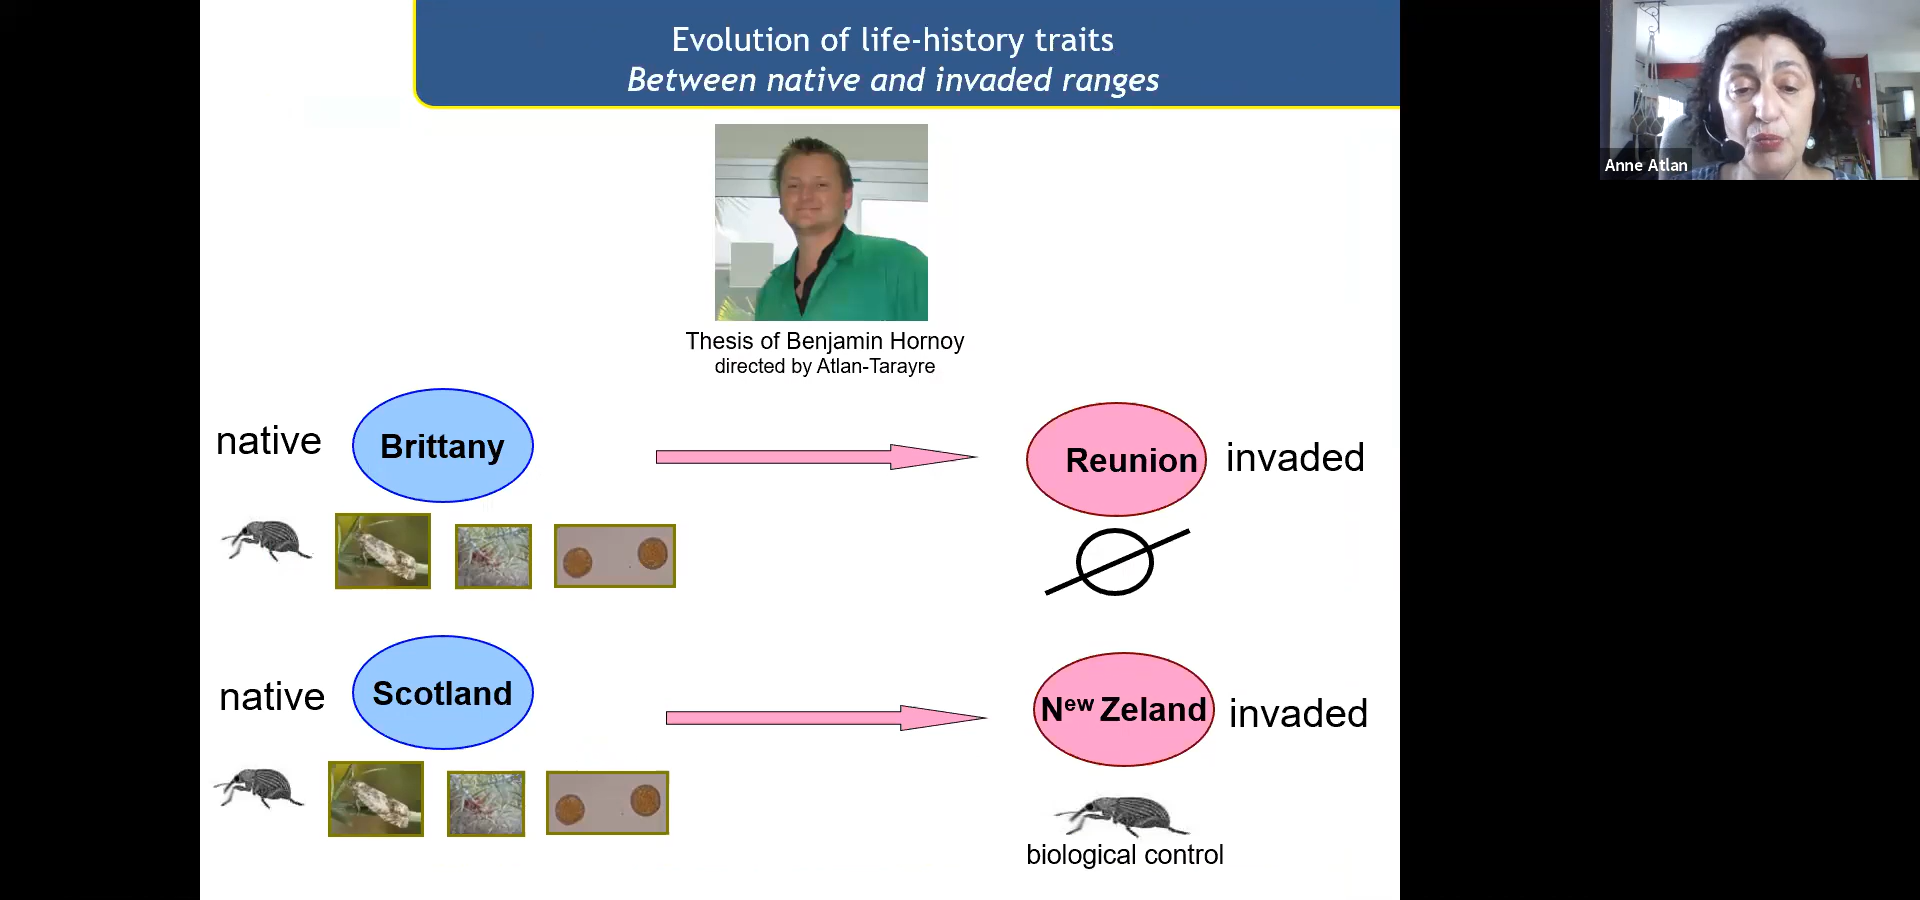 Evolution of life-history traits
Between native and invaded ranges
Anne Atlan
Thesis of Benjamin Hornoy
directed by Atlan-Tarayre
native
Brittany
Reunion
invaded
native
Scotland
New Zeland
invaded
biological control